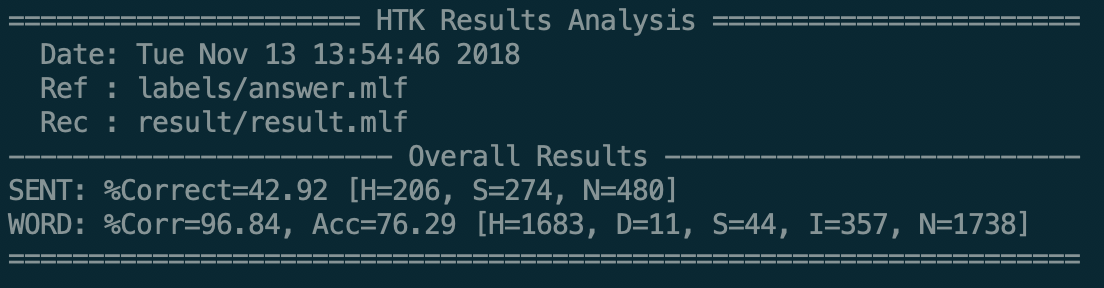 ====================== HTK Results Analysis =======================
  Date: Tue Nov 13 13:54:46 2018
  Ref : labels/answer.mlf
  Rec : result/result.mlf
------------------------ Overall Results --------------------------
SENT: %Correct=42.92 [H=206, S=274, N=480]
WORD: %Corr=96.84, Acc=76.29 [H=1683, D=11, S=44, I=357, N=1738]
===================================================================